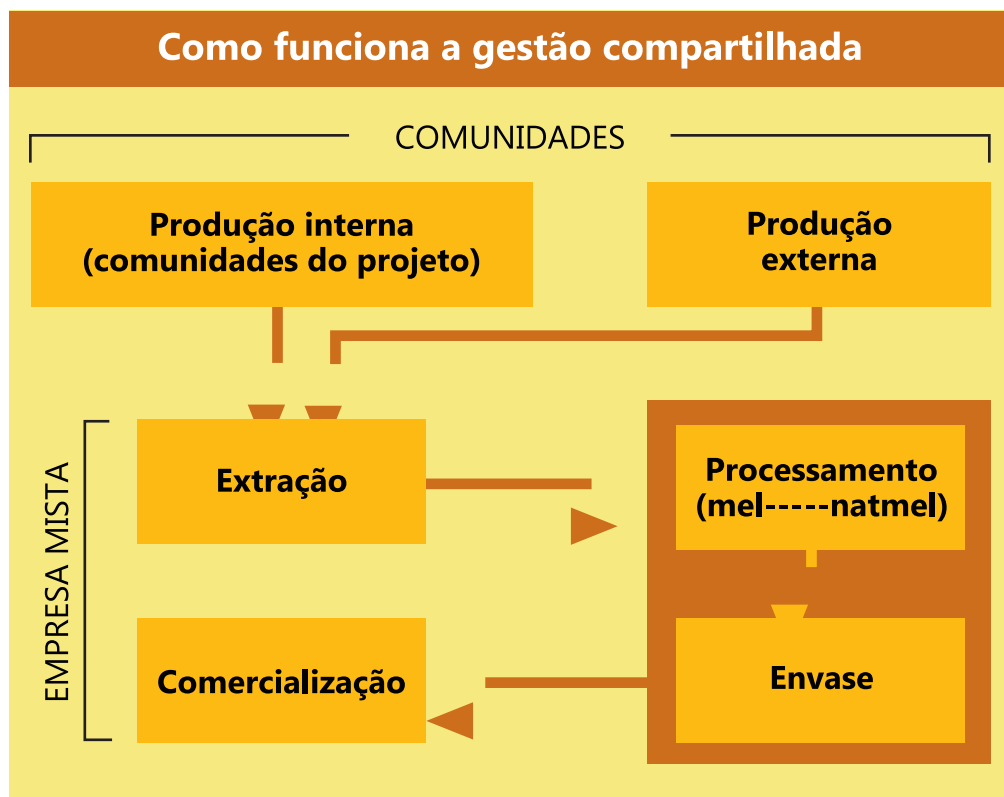 Como funciona a gestão compartilhada
COMUNIDADES
Produção interna
(comunidades do projeto)
Produção
externa
EMPRESA MISTA
Extração
Processamento
(mel-----natmel)
Comercialização
Envase